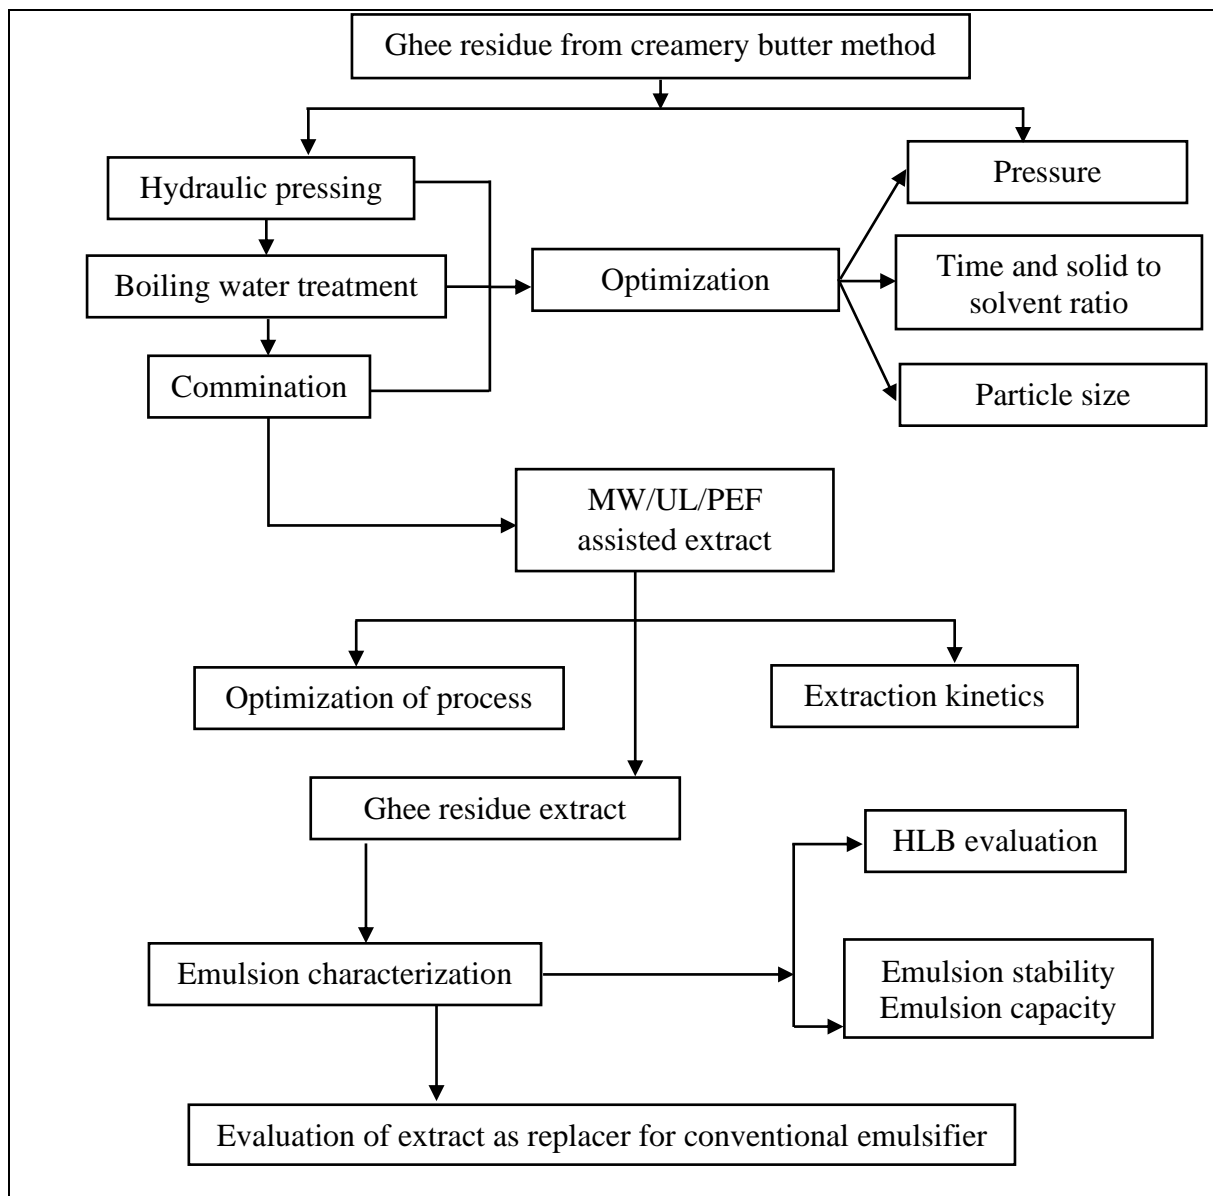 Ghee residue from creamery butter method
Hydraulic pressing
Pressure
Boiling water treatment
Optimization
Time and solid to
solvent ratio
Commination
Particle size
MW/UL/PEF
assisted extract
Optimization of process
Extraction kinetics
Ghee residue extract
HLB evaluation
Emulsion characterization
Emulsion stability
Emulsion capacity
Evaluation of extract as replacer for conventional emulsifier